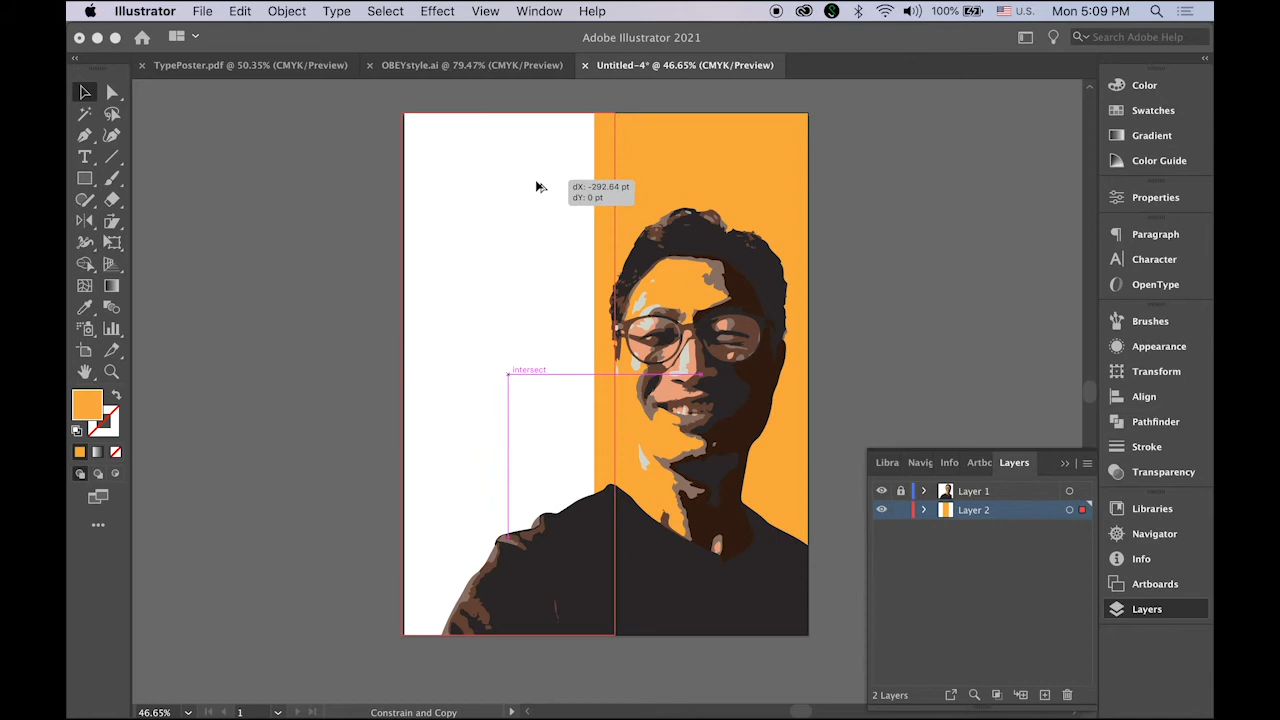 Illustrator File Edit Object Type Select Effect View Window Help 100% U.S. Mon 5:09 PM
Adobe Illustrator 2021 Search Adobe Help
TypePoster.pdf @ 50.35% (CMYK/Preview) OBEYstyle.ai @ 79.47% (CMYK/Preview) Untitled-4* @ 46.65% (CMYK/Preview)
dX: -292.64 pt
dY: 0 pt
intersect
Color
Swatches
Gradient
Color Guide
Properties
Paragraph
Character
OpenType
Brushes
Appearance
Transform
Align
Pathfinder
Stroke
Transparency
Libraries
Navigator
Info
Artboards
Layers
Libra Navig Info Artbo Layers
Layer 1
Layer 2
2 Layers
46.65% 1 Constrain and Copy